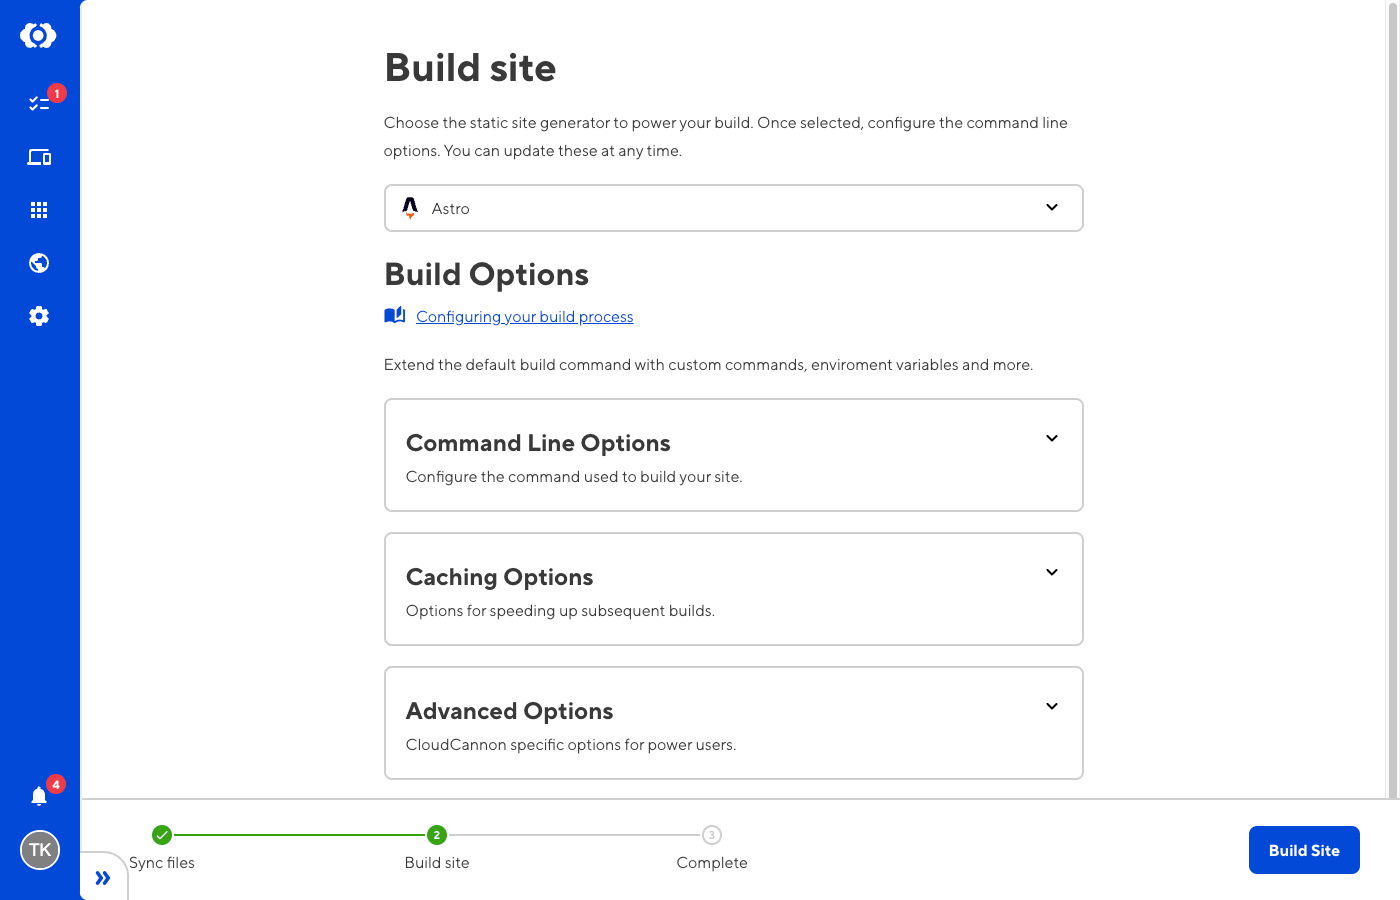 1
Build site
Choose the static site generator to power your build. Once selected, configure the command line
options. You can update these at any time.
Astro
Build Options
Configuring your build process
Extend the default build command with custom commands, enviroment variables and more.
Command Line Options
Configure the command used to build your site.
Caching Options
Options for speeding up subsequent builds.
Advanced Options
CloudCannon specific options for power users.
4
TK
2
3
Sync files
Build site
Complete
Build Site